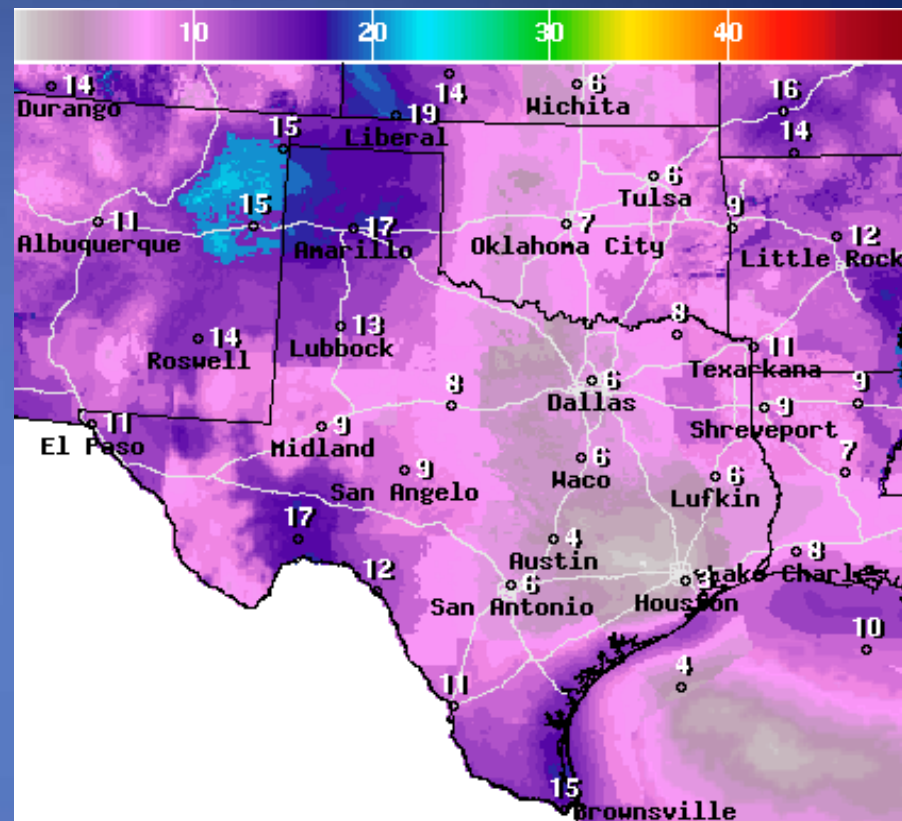 10 20 30 40
14 14 6 16
Durango 19 Wichita
Liberal
15 14
6
Tulsa
15 11 17 7 9 12
Albuquerque Amarillo Oklahoma City Little Rock
14 13 8 11
Roswell Lubbock Texarkana
6
Dallas
8 9 9
Shreveport
11 9
El Paso Midland
9 6 6 7
San Angelo Waco Lufkin
17 4 8
Austin
12 6 3 Lake Charles
San Antonio Houston
10
4
11
15
Brownsville